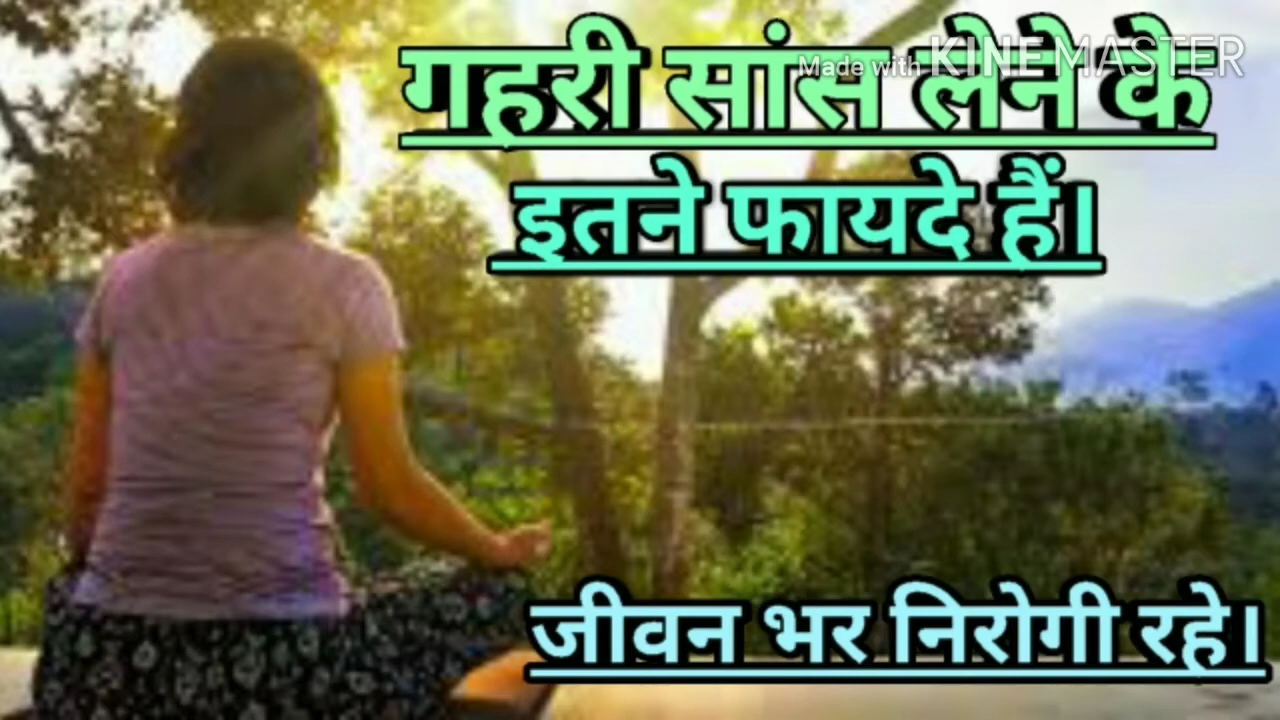 गहरी सांस लेने के
Made with KINEMASTER
इतने फायदे हैं।
जीवन भर निरोगी रहे।